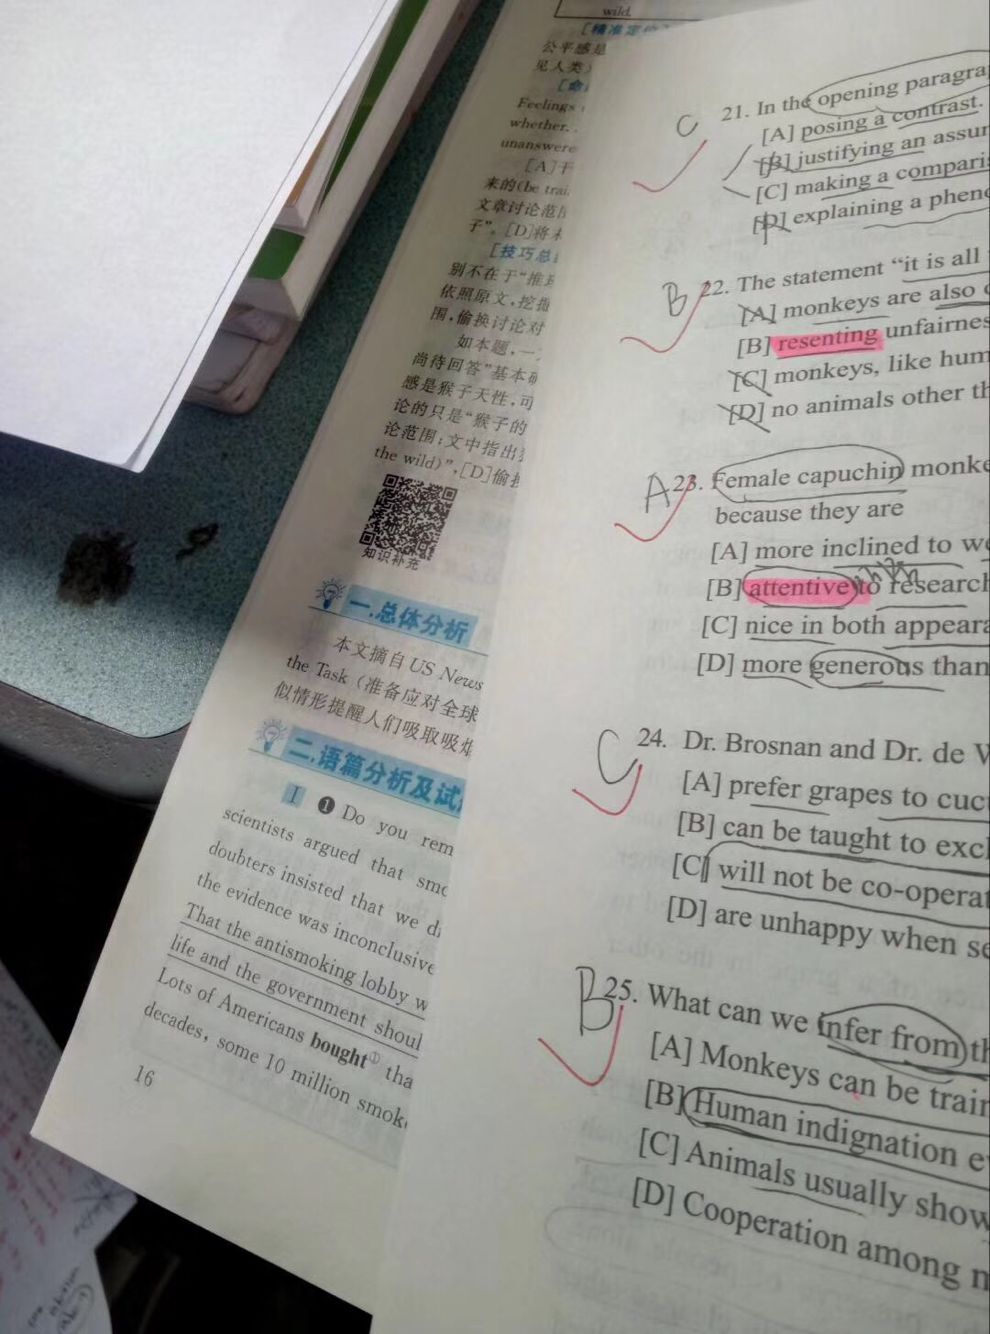 wild.
[精准定位
公平感是
见人类
[命
Feelings
whether.
unanswere
[A]干
来的(be trai
文章讨论范围
子”。[D]将本
[技巧总
别不在于“推理
依照原文,挖掘
围,偷换讨论对
如本题,一
尚待回答”基本
感是猴子天性,可
论的只是“猴子的
论范围;文中指出
the wild)”,[D]偷换
知识补充
一.总体分析
本文摘自US News
the Task（准备应对全球
似情形提醒人们吸取吸烟
二.语篇分析及试
I ❶ Do you rem
scientists argued that smo
doubters insisted that we di
the evidence was inconclusive
That the antismoking lobby w
life and the government shoul
Lots of Americans bought① tha
decades, some 10 million smok
16
C 21. In the opening paragra
[A] posing a contrast.
[B] justifying an assu
[C] making a comparis
[D] explaining a pheno
B 22. The statement “it is all
[A] monkeys are also
[B] resenting unfairnes
[C] monkeys, like hum
[D] no animals other th
A 23. Female capuchin monke
because they are
[A] more inclined to we
[B] attentive to research
[C] nice in both appeara
[D] more generous than
C 24. Dr. Brosnan and Dr. de W
[A] prefer grapes to cuc
[B] can be taught to excl
[C] will not be co-operat
[D] are unhappy when se
B 25. What can we infer from th
[A] Monkeys can be train
[B] Human indignation e
[C] Animals usually show
[D] Cooperation among m